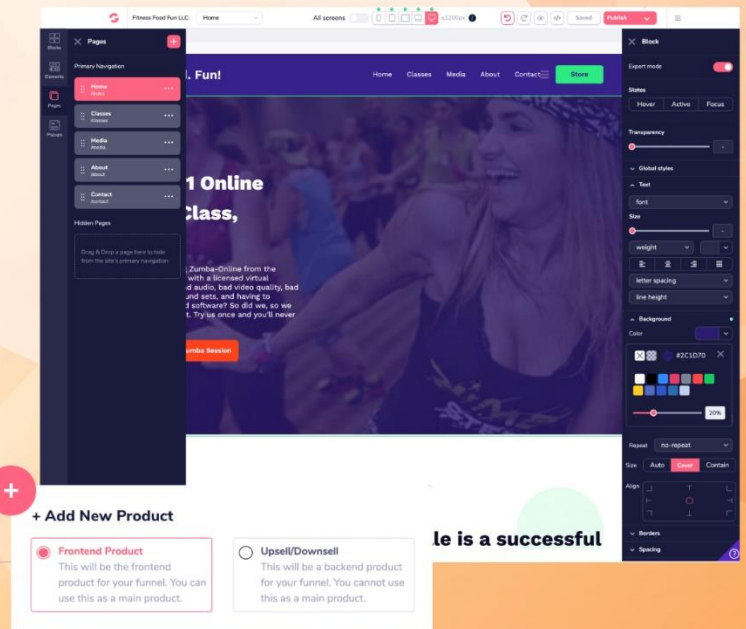 Fitness Feed Fun LLC: Home
All screens
≤1200px
Saved
Publish
Blocks
Elements
Pages
Popups
Pages
Primary Navigation
Home
Classes
Classes
Media
Media
About
About
Contact
Contact
Hidden Pages
Drag & Drop a page here to hide
from the site's primary navigation
. Fun!
Home Classes Media About Contact Store
1 Online
Class,
g Zumba-Online from the
with a licensed virtual
d audio, bad video quality, bad
und sets, and having to
d software? So did we, so we
t. Try us once and you'll never
umba Session
le is a successful
Block
Expert mode
States
Hover Active Focus
Transparency
Global styles
Text
font
Size
weight
letter spacing
line height
Background
Color
#2C1D70
20%
Repeat no-repeat
Size Auto Cover Contain
Align
Borders
Spacing
+ Add New Product
Frontend Product
This will be the frontend
product for your funnel. You can
use this as a main product.
Upsell/Downsell
This will be a backend product
for your funnel. You cannot use
this as a main product.